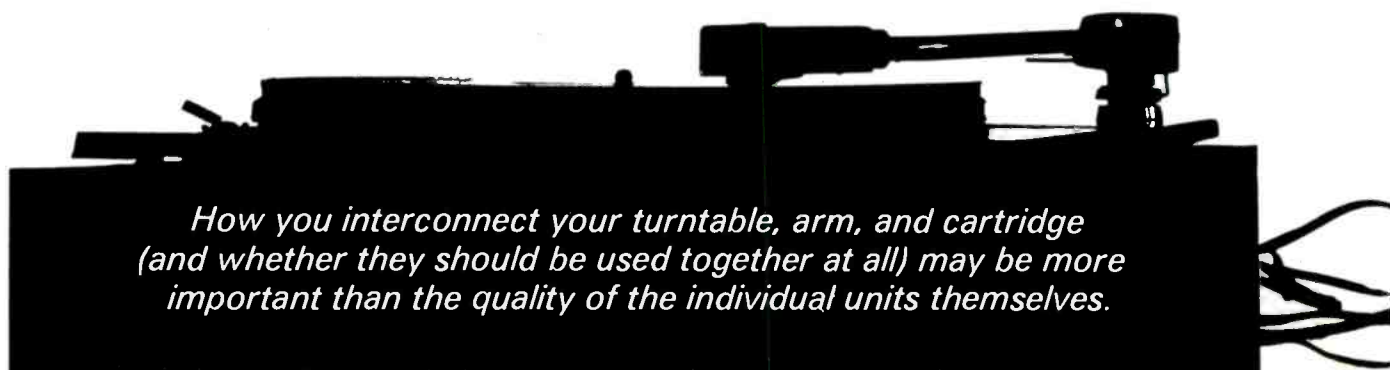 How you interconnect your turntable, arm, and cartridge
(and whether they should be used together at all) may be more
important than the quality of the individual units themselves.